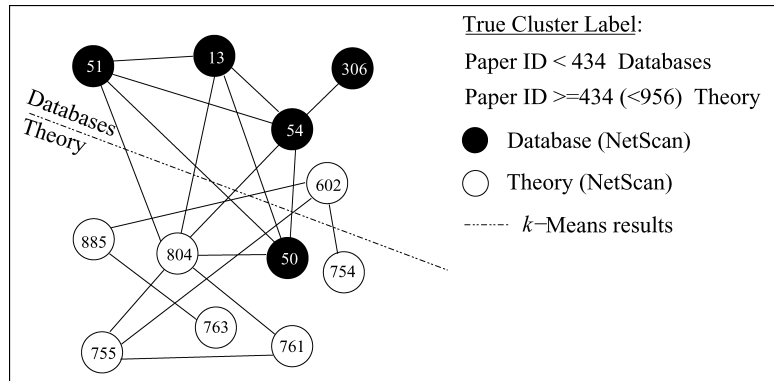 True Cluster Label:
Paper ID < 434 Databases
Paper ID >=434 (<956) Theory
Database (NetScan)
Theory (NetScan)
k-Means results
51
13
306
54
Databases
Theory
602
885
804
50
754
763
755
761